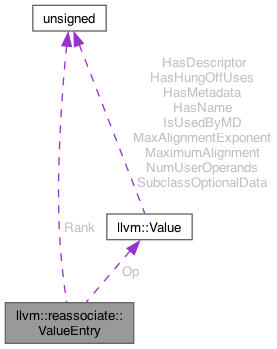 unsigned
HasDescriptor
HasHungOffUses
HasMetadata
HasName
IsUsedByMD
MaxAlignmentExponent
MaximumAlignment
NumUserOperands
SubclassOptionalData
Rank
llvm::Value
Op
llvm::reassociate::
ValueEntry